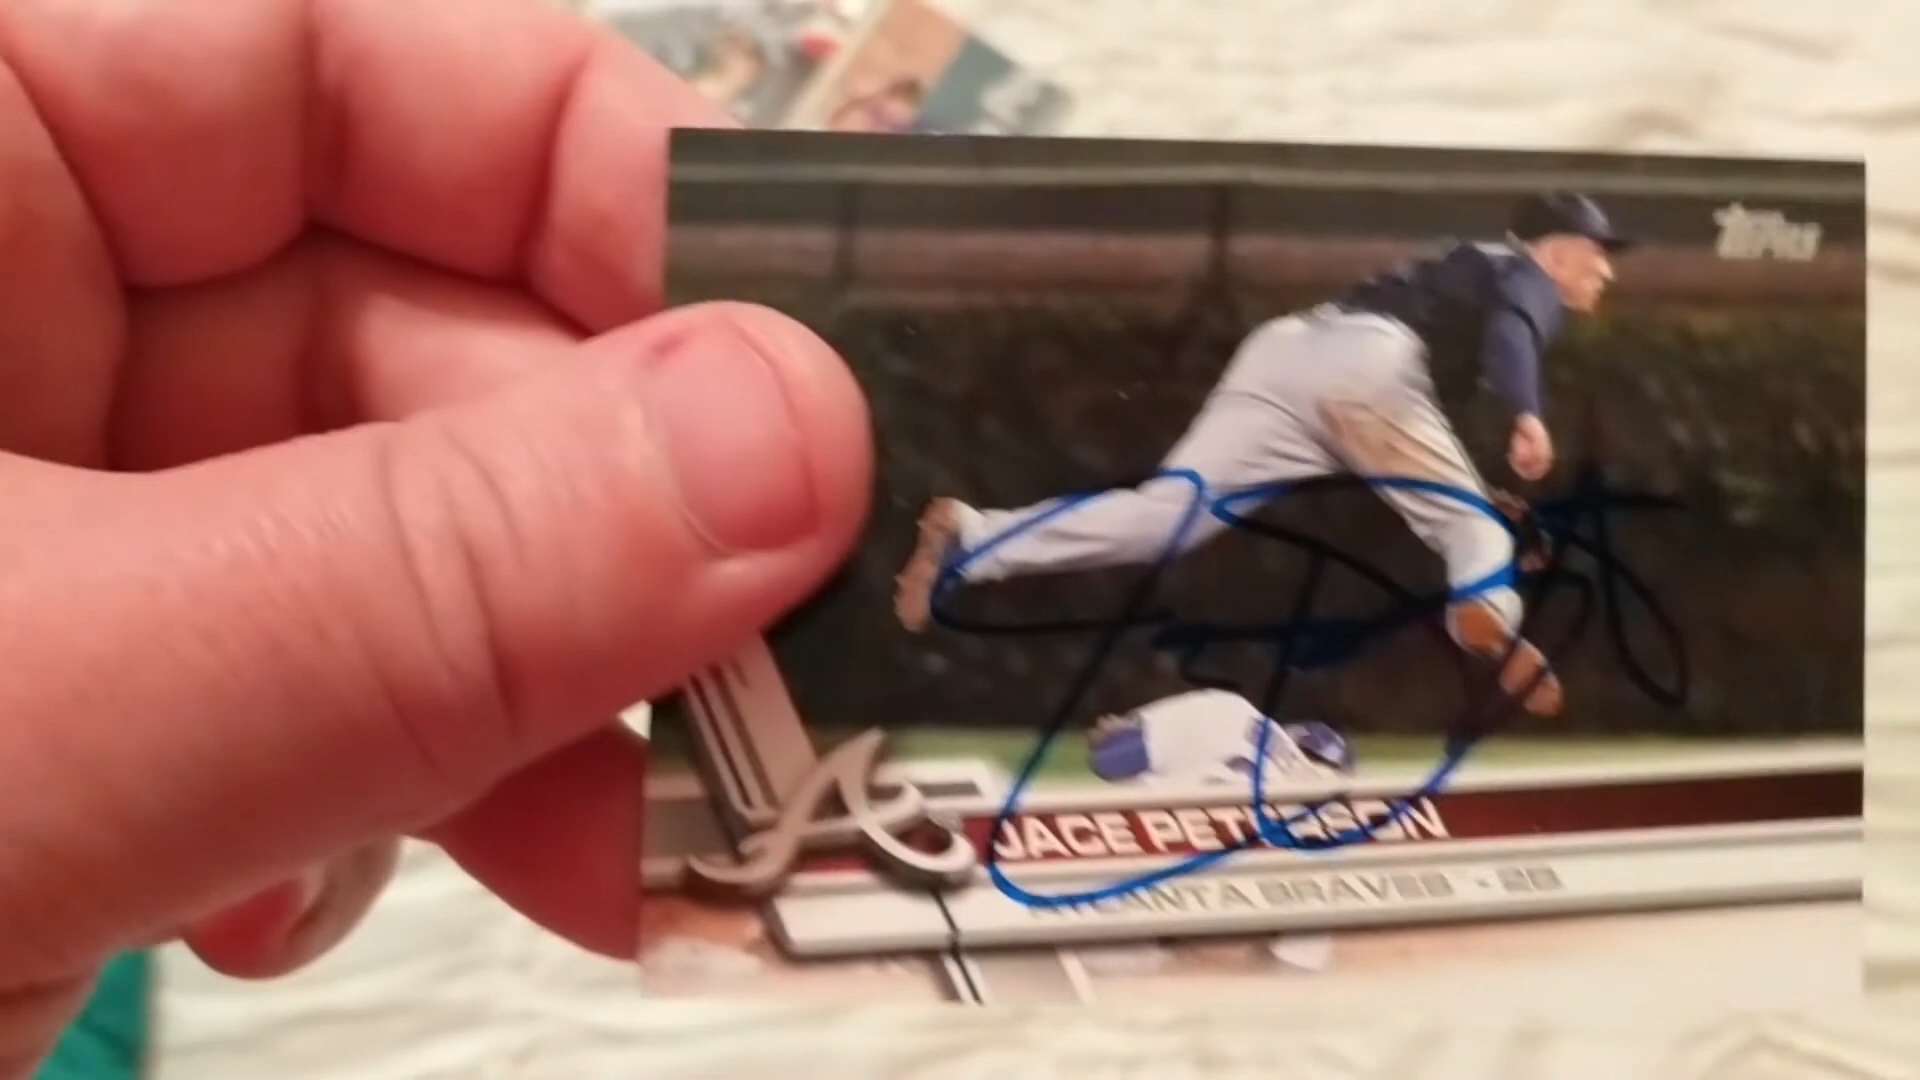 TOPPS
JACE PETERSON
ATLANTA BRAVES • 2B